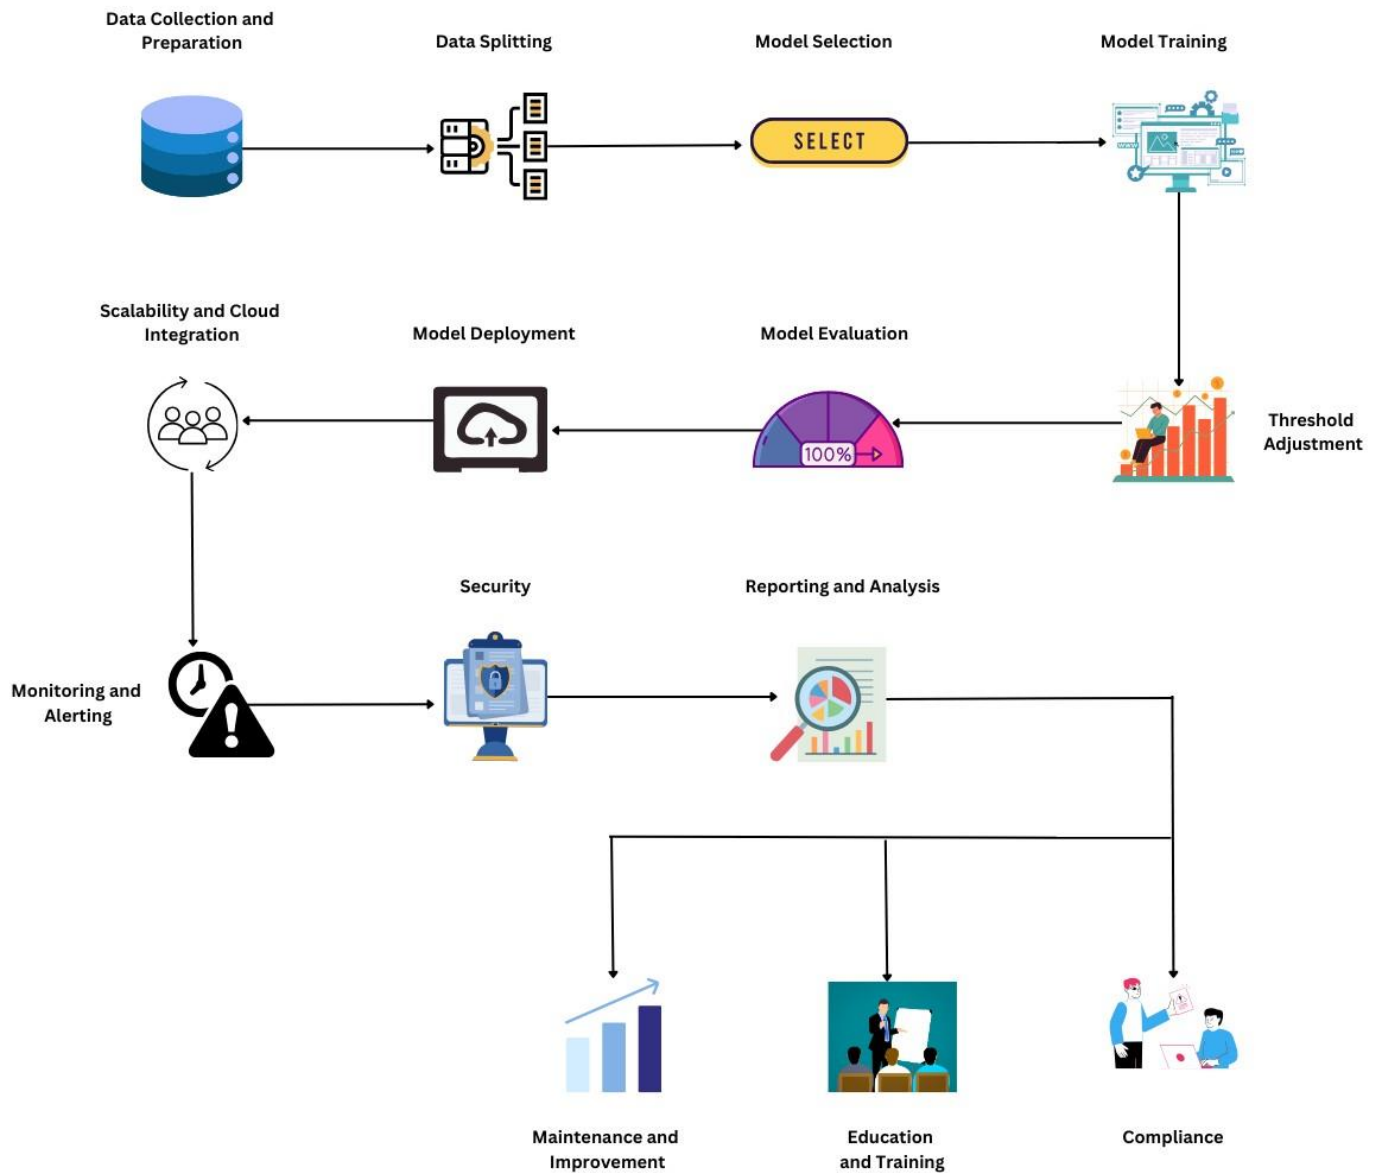 Data Collection and
Preparation
Data Splitting
Model Selection
Model Training
SELECT
Scalability and Cloud
Integration
Model Deployment
Model Evaluation
100%
Threshold
Adjustment
Security
Reporting and Analysis
Monitoring and
Alerting
Maintenance and
Improvement
Education
and Training
Compliance